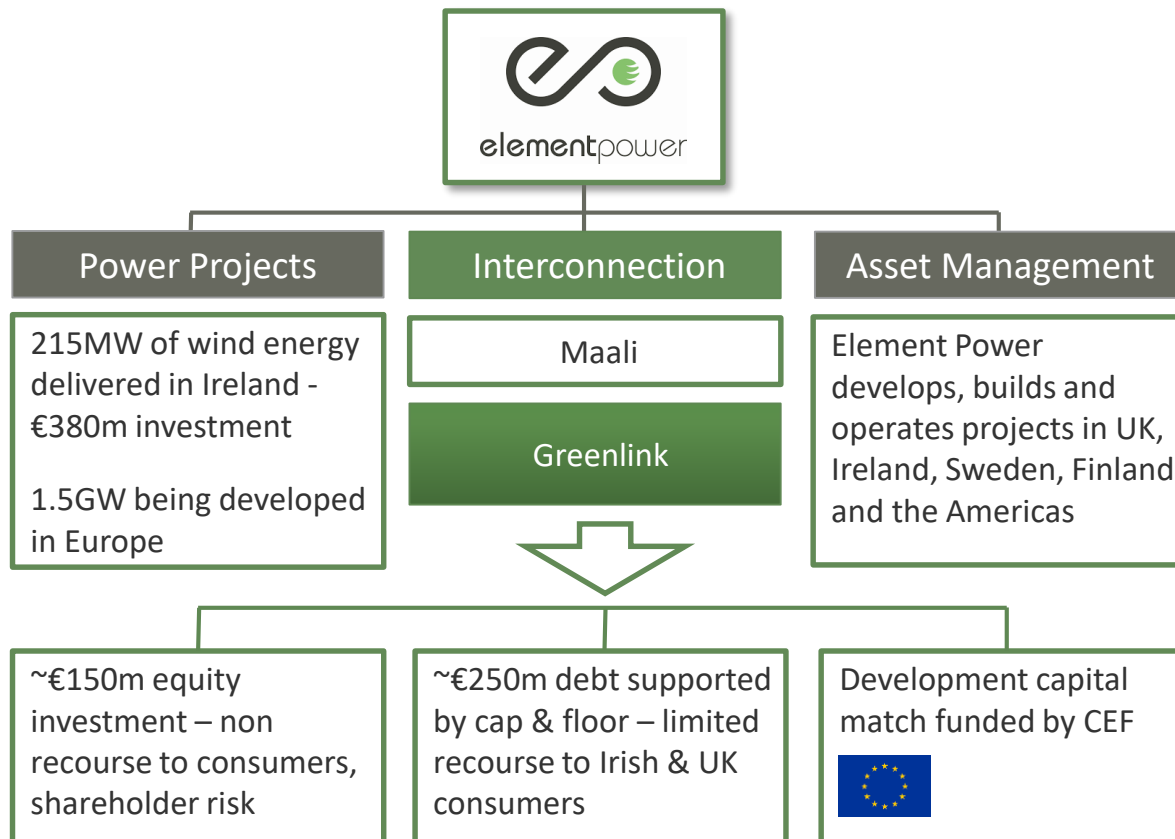 elementpower
Power Projects
Interconnection
Asset Management
215MW of wind energy
delivered in Ireland -
€380m investment
1.5GW being developed
in Europe
Maali
Greenlink
Element Power
develops, builds and
operates projects in UK,
Ireland, Sweden, Finland
and the Americas
~€150m equity
investment – non
recourse to consumers,
shareholder risk
~€250m debt supported
by cap & floor – limited
recourse to Irish & UK
consumers
Development capital
match funded by CEF